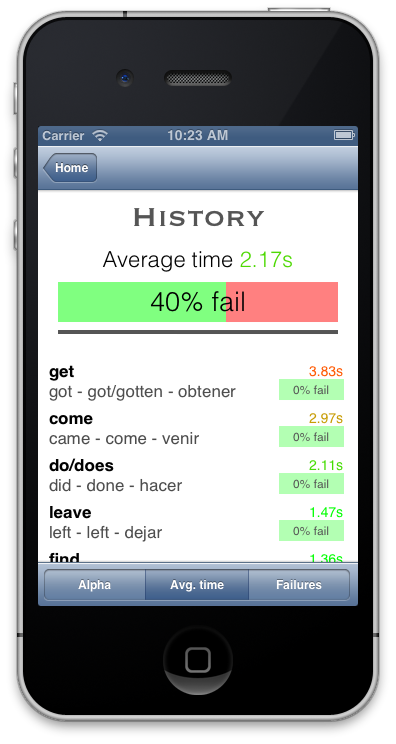 Carrier 10:23 AM
Home
History
Average time 2.17s
40% fail
get 3.83s
got - got/gotten - obtener 0% fail
come 2.97s
came - come - venir 0% fail
do/does 2.11s
did - done - hacer 0% fail
leave 1.47s
left - left - dejar 0% fail
find 1.36s
Alpha Avg. time Failures